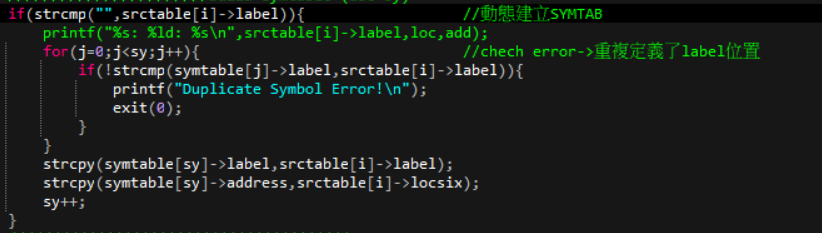 if(strcmp("",srctable[i]->label)){ //動態建立SYMTAB
printf("%s: %ld: %s\n",srctable[i]->label,loc,add);
for(j=0;j<sy;j++){ //chech error->重複定義了label位置
if(!strcmp(symtable[j]->label,srctable[i]->label)){
printf("Duplicate Symbol Error!\n");
exit(0);
}
}
strcpy(symtable[sy]->label,srctable[i]->label);
strcpy(symtable[sy]->address,srctable[i]->locsix);
sy++;
}